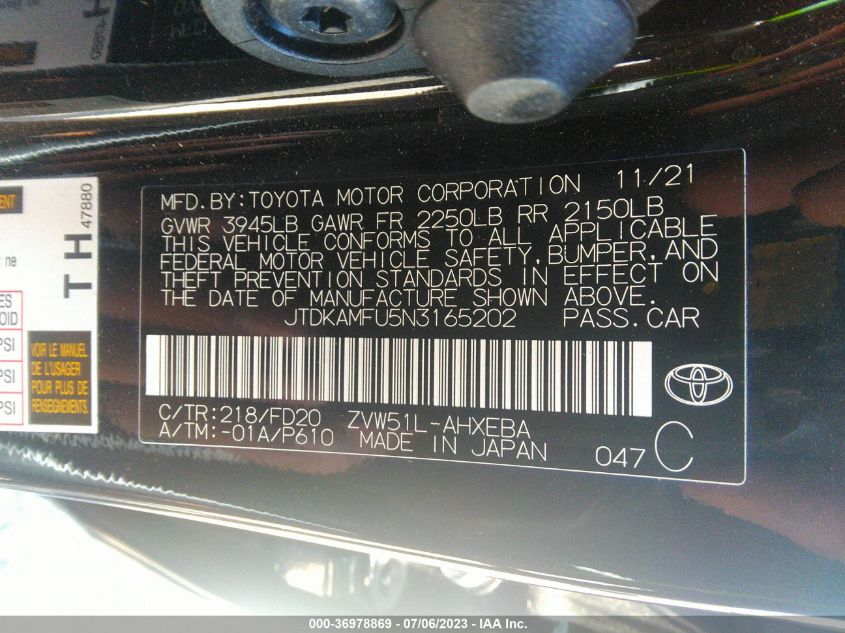 MFD.BY:TOYOTA MOTOR CORPORATION 11/21
GVWR 3945LB GAWR FR 2250LB RR 2150LB
THIS VEHICLE CONFORMS TO ALL APPLICABLE
FEDERAL MOTOR VEHICLE SAFETY,BUMPER,AND
THEFT PREVENTION STANDARDS IN EFFECT ON
THE DATE OF MANUFACTURE SHOWN ABOVE.
JTDKAMFU5N3165202 PASS.CAR
C/TR:218/FD20 ZVW51L-AHXEBA
A/TM:-01A/P610 MADE IN JAPAN
047 C
TH
47880
PSI
PSI
PSI
VOIR LE MANUEL
DE L'USAGER
POUR PLUS DE
RENSEIGNEMENTS.
000-36978869 - 07/06/2023 - IAA Inc.